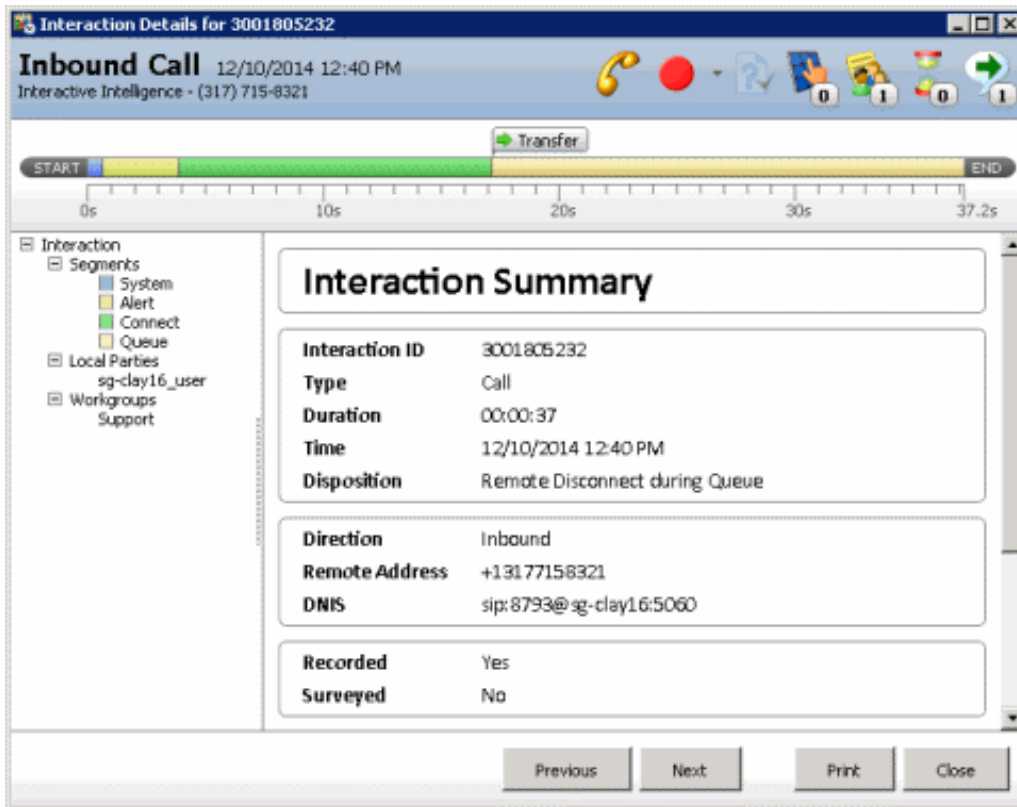 Interaction Details for 3001805232
Inbound Call 12/10/2014 12:40 PM
Interactive Intelligence - (317) 715-8321
0 1 0 1
Transfer
START END
0s 10s 20s 30s 37.2s
Interaction
Segments
System
Alert
Connect
Queue
Local Parties
sg-clay16_user
Workgroups
Support
Interaction Summary
Interaction ID 3001805232
Type Call
Duration 00:00:37
Time 12/10/2014 12:40 PM
Disposition Remote Disconnect during Queue
Direction Inbound
Remote Address +13177158321
DNIS sip:8793@sg-clay16:5060
Recorded Yes
Surveyed No
Previous Next Print Close